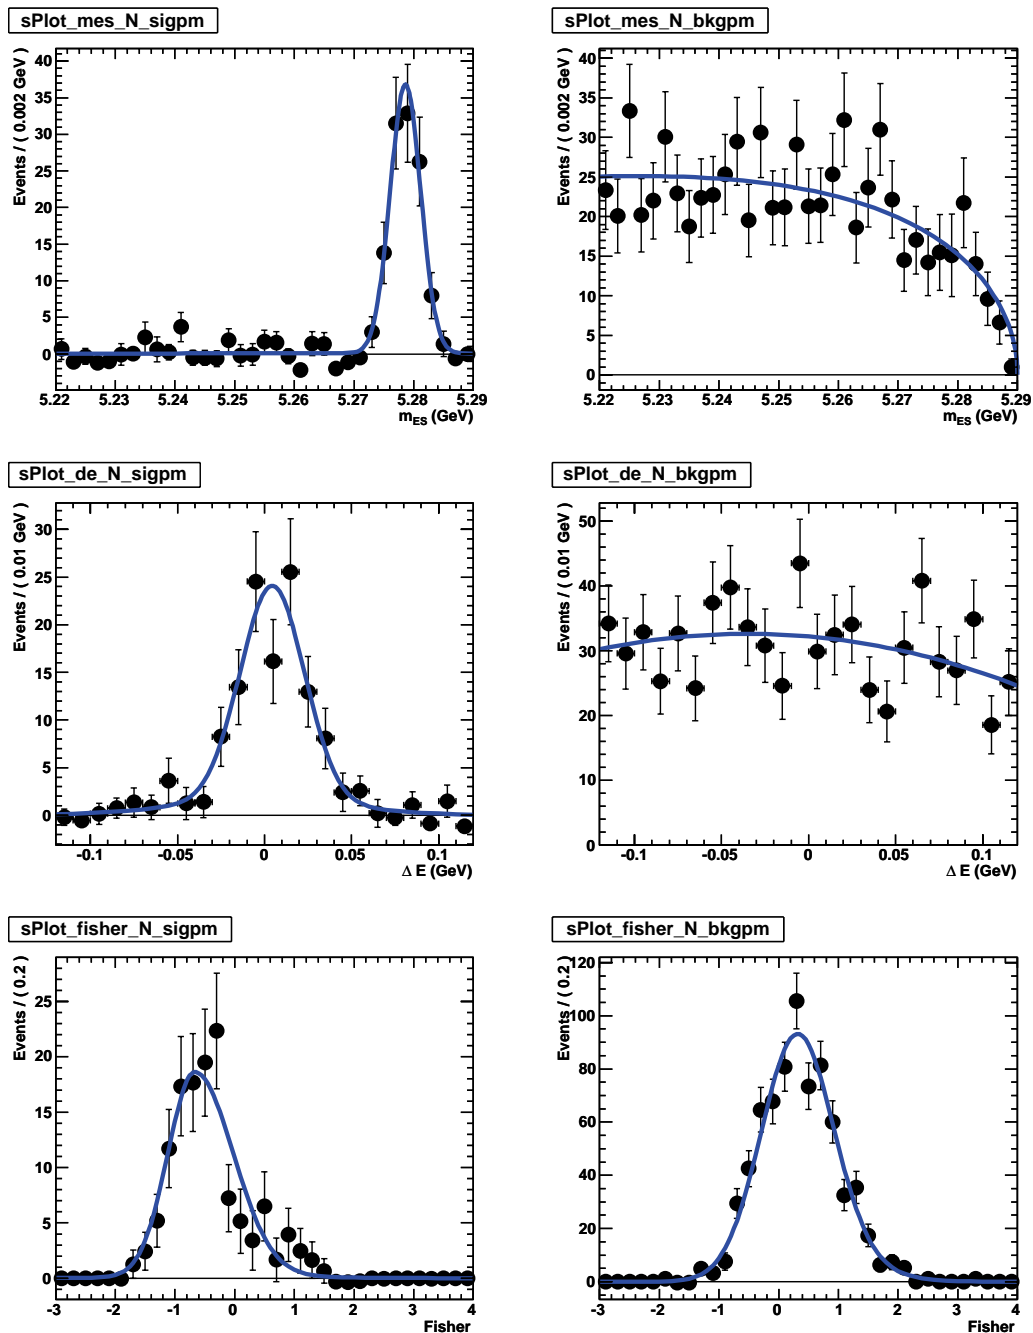 sPlot_mes_N_sigpm
Events / ( 0.002 GeV )
40
35
30
25
20
15
10
5
0
5.22 5.23 5.24 5.25 5.26 5.27 5.28 5.29
mES (GeV)
sPlot_mes_N_bkgpm
Events / ( 0.002 GeV )
40
35
30
25
20
15
10
5
0
5.22 5.23 5.24 5.25 5.26 5.27 5.28 5.29
mES (GeV)
sPlot_de_N_sigpm
Events / ( 0.01 GeV )
30
25
20
15
10
5
0
-0.1 -0.05 0 0.05 0.1
Δ E (GeV)
sPlot_de_N_bkgpm
Events / ( 0.01 GeV )
50
40
30
20
10
0
-0.1 -0.05 0 0.05 0.1
Δ E (GeV)
sPlot_fisher_N_sigpm
Events / ( 0.2 )
25
20
15
10
5
0
-3 -2 -1 0 1 2 3 4
Fisher
sPlot_fisher_N_bkgpm
Events / ( 0.2 )
120
100
80
60
40
20
0
-3 -2 -1 0 1 2 3 4
Fisher